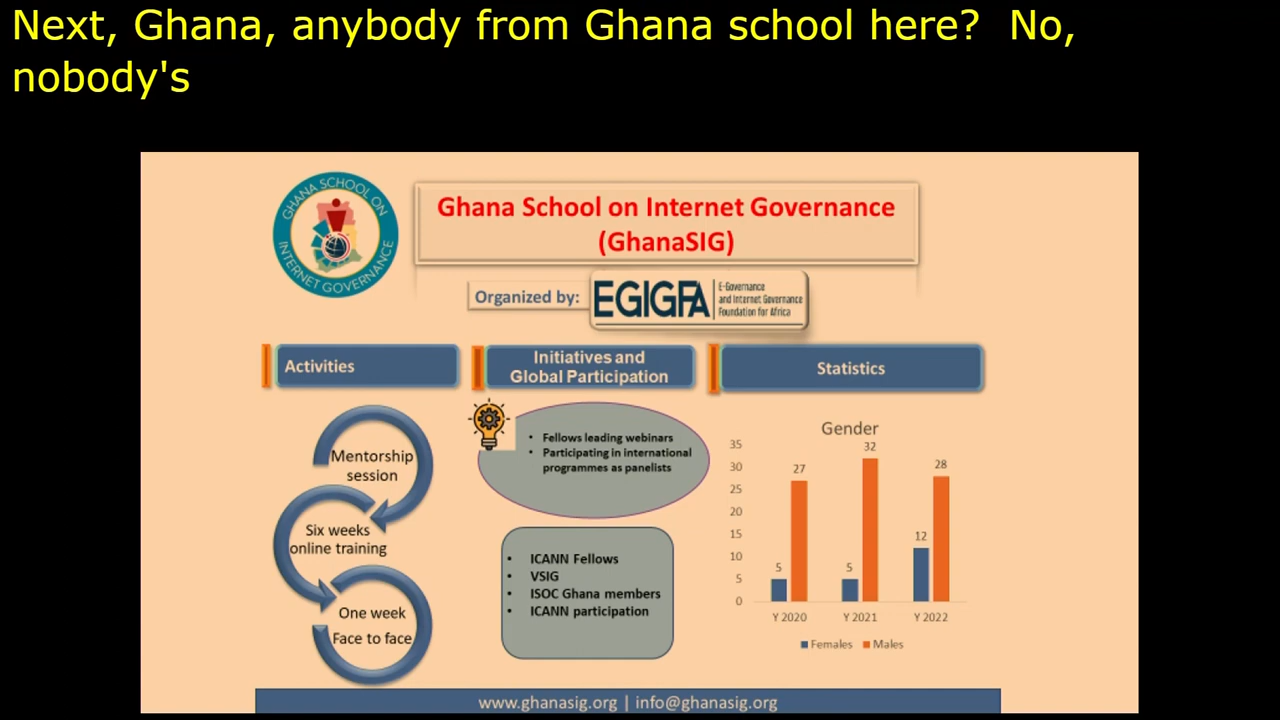 Next, Ghana, anybody from Ghana school here?  No,
nobody's
GHANA SCHOOL ON
INTERNET GOVERNANCE
Ghana School on Internet Governance
(GhanaSIG)
Organized by:
EGIGFA
E-Governance
and Internet Governance
Foundation for Africa
Activities
Mentorship
session
Six weeks
online training
One week
Face to face
Initiatives and
Global Participation
• Fellows leading webinars
• Participating in international
programmes as panelists
• ICANN Fellows
• VSIG
• ISOC Ghana members
• ICANN participation
Statistics
Gender
35
30
25
20
15
10
5
0
5
27
5
32
12
28
Y 2020
Y 2021
Y 2022
Females
Males
www.ghanasig.org | info@ghanasig.org